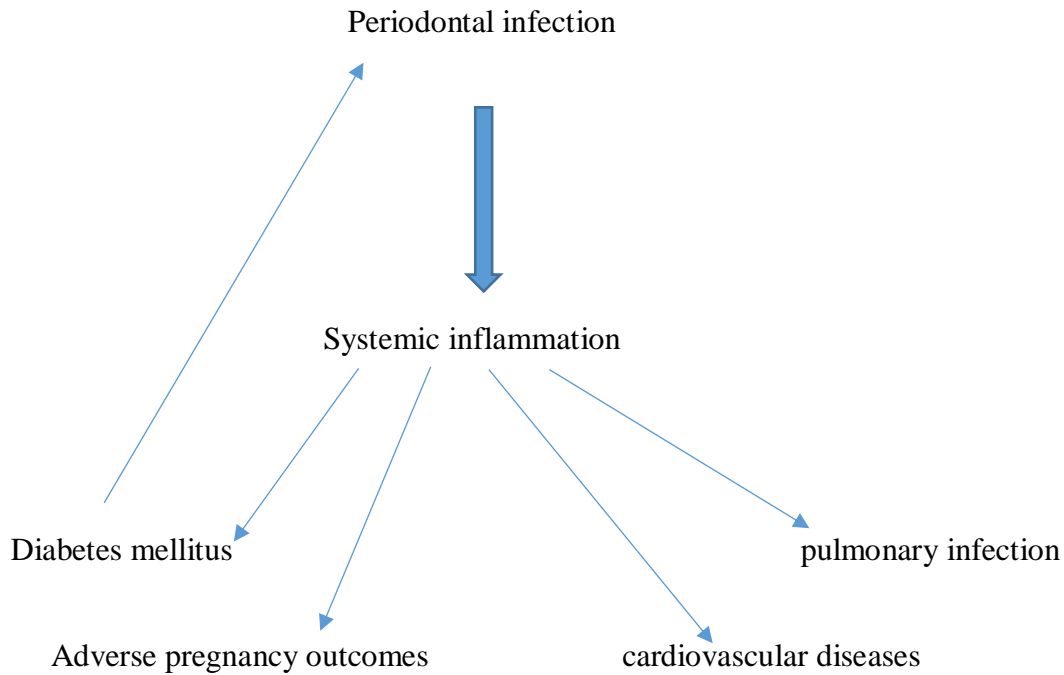 Periodontal infection
Systemic inflammation
Diabetes mellitus
pulmonary infection
Adverse pregnancy outcomes
cardiovascular diseases